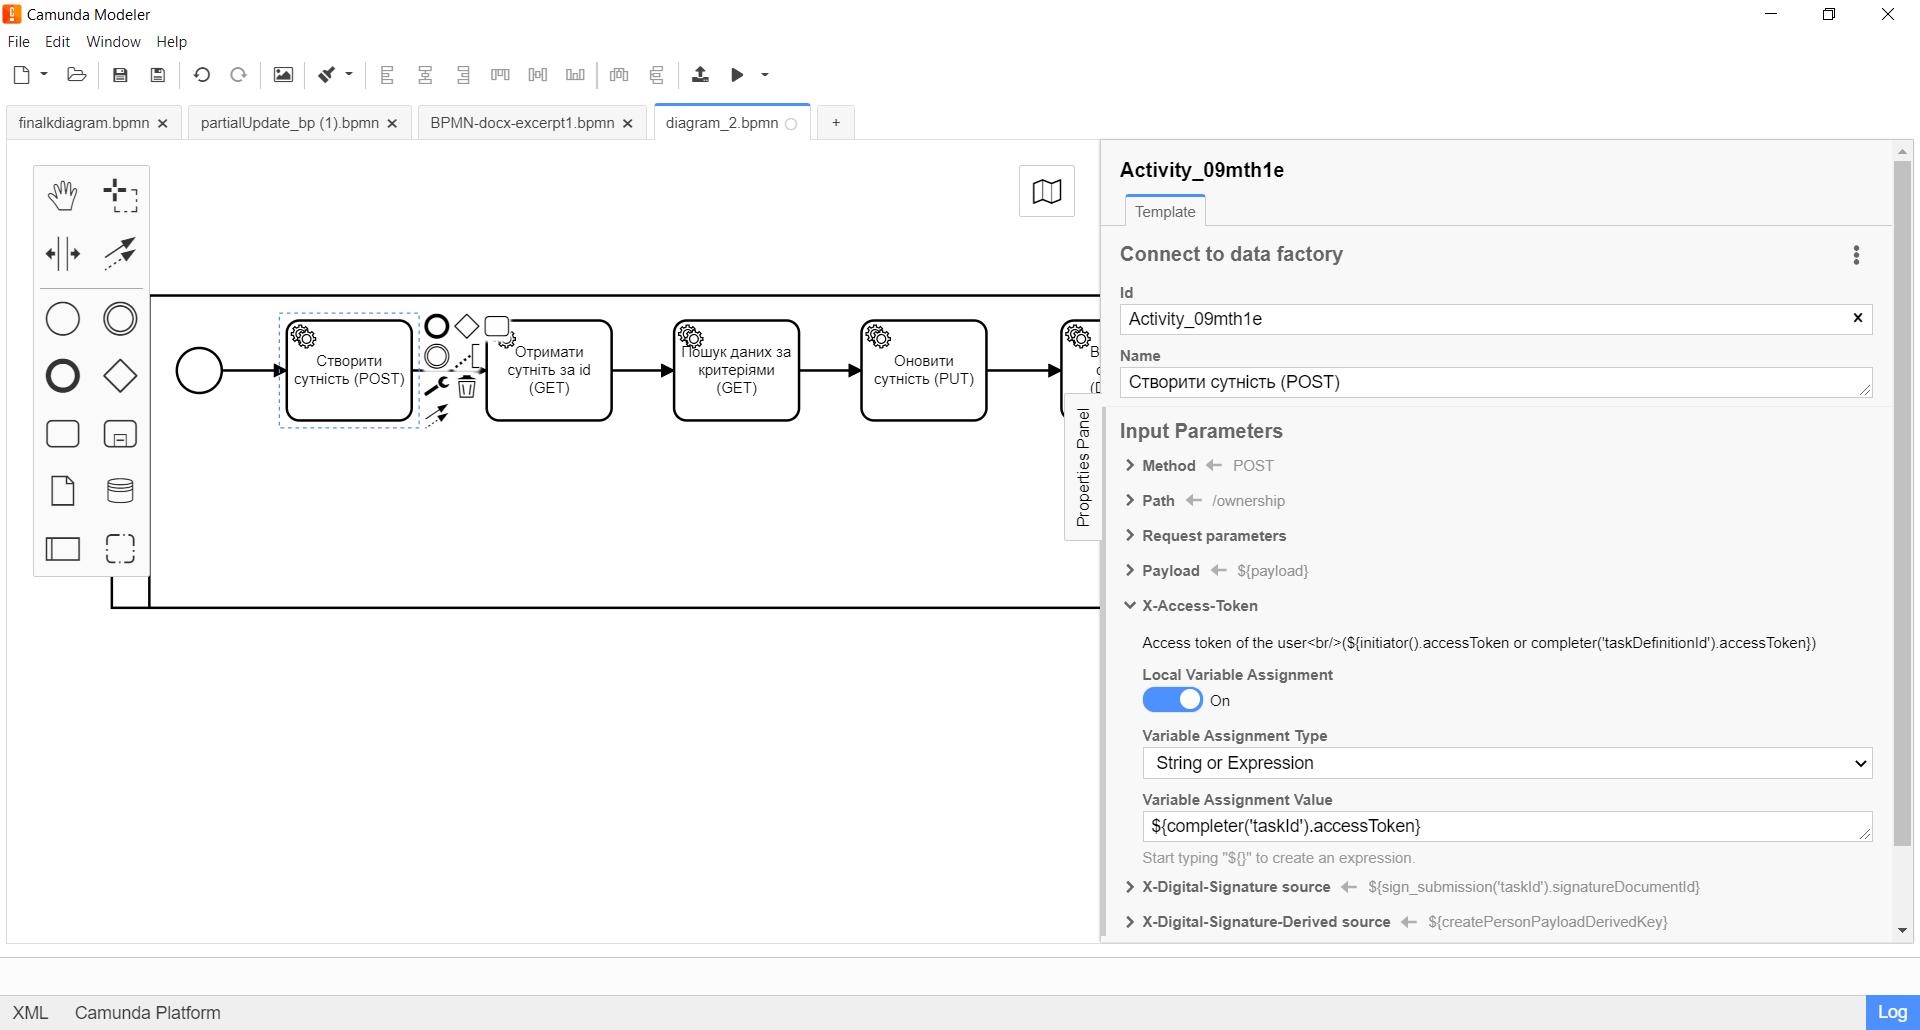 Camunda Modeler
File Edit Window Help
finalkdiagram.bpmn
partialUpdate_bp (1).bpmn
BPMN-docx-excerpt1.bpmn
diagram_2.bpmn
+
Створити
сутність (POST)
Отримати
сутніть за id
(GET)
Пошук даних за
критеріями
(GET)
Оновити
сутність (PUT)
Properties Panel
Activity_09mth1e
Template
Connect to data factory
Id
Activity_09mth1e
Name
Створити сутність (POST)
Input Parameters
Method POST
Path /ownership
Request parameters
Payload ${payload}
X-Access-Token
Access token of the user<br/>(${initiator().accessToken or completer('taskDefinitionId').accessToken})
Local Variable Assignment
On
Variable Assignment Type
String or Expression
Variable Assignment Value
${completer('taskId').accessToken}
Start typing "${}" to create an expression.
X-Digital-Signature source ${sign_submission('taskId').signatureDocumentId}
X-Digital-Signature-Derived source ${createPersonPayloadDerivedKey}
XML Camunda Platform
Log